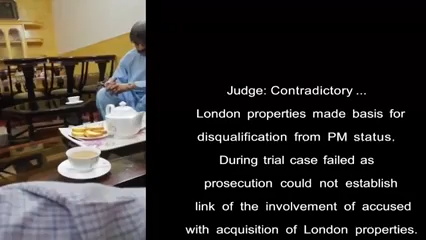 Judge: Contradictory ...
London properties made basis for
disqualification from PM status.
During trial case failed as
prosecution could not establish
link of the involvement of accused
with acquisition of London properties.